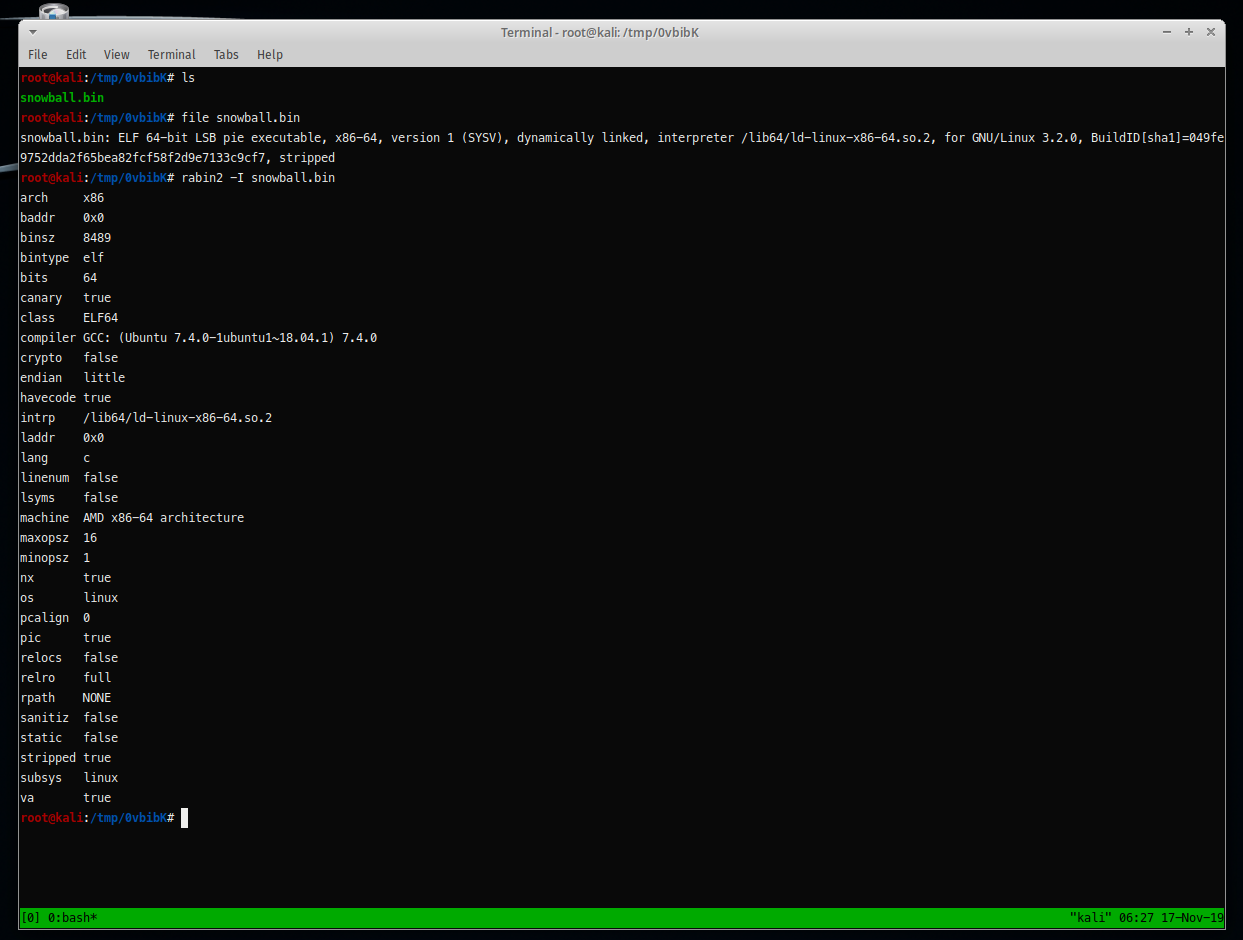 Terminal - root@kali: /tmp/0vbibK
File Edit View Terminal Tabs Help
root@kali:/tmp/0vbibK# ls
snowball.bin
root@kali:/tmp/0vbibK# file snowball.bin
snowball.bin: ELF 64-bit LSB pie executable, x86-64, version 1 (SYSV), dynamically linked, interpreter /lib64/ld-linux-x86-64.so.2, for GNU/Linux 3.2.0, BuildID[sha1]=049fe
9752dda2f65bea82fcf58f2d9e7133c9cf7, stripped
root@kali:/tmp/0vbibK# rabin2 -I snowball.bin
arch     x86
baddr    0x0
binsz    8489
bintype  elf
bits     64
canary   true
class    ELF64
compiler GCC: (Ubuntu 7.4.0-1ubuntu1~18.04.1) 7.4.0
crypto   false
endian   little
havecode true
intrp    /lib64/ld-linux-x86-64.so.2
laddr    0x0
lang     c
linenum  false
lsyms    false
machine  AMD x86-64 architecture
maxopsz  16
minopsz  1
nx       true
os       linux
pcalign  0
pic      true
relocs   false
relro    full
rpath    NONE
sanitiz  false
static   false
stripped true
subsys   linux
va       true
root@kali:/tmp/0vbibK#
[0] 0:bash* "kali" 06:27 17-Nov-19